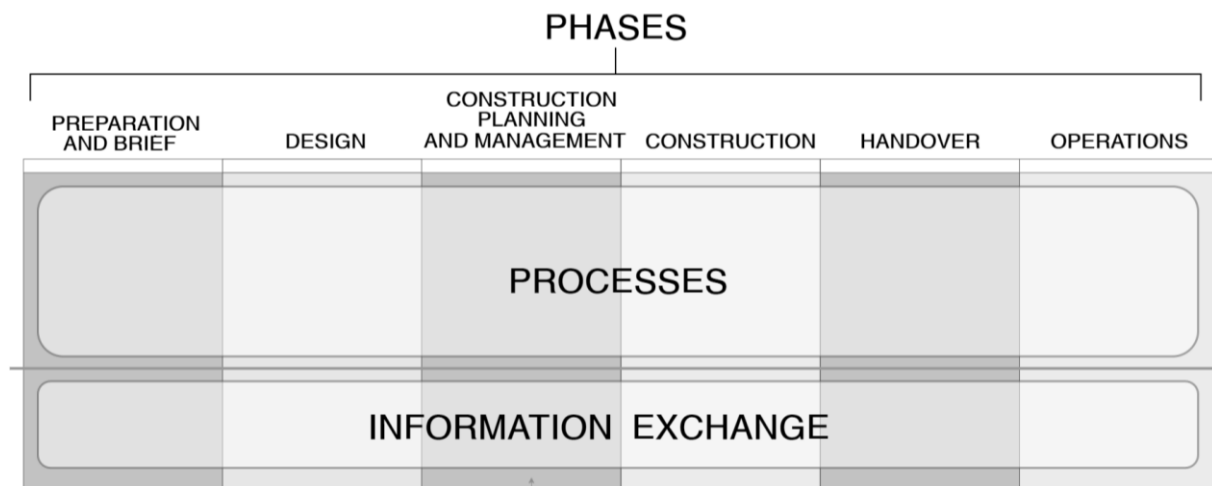 PHASES
PREPARATION
AND BRIEF
DESIGN
CONSTRUCTION
PLANNING
AND MANAGEMENT
CONSTRUCTION
HANDOVER
OPERATIONS
PROCESSES
INFORMATION EXCHANGE